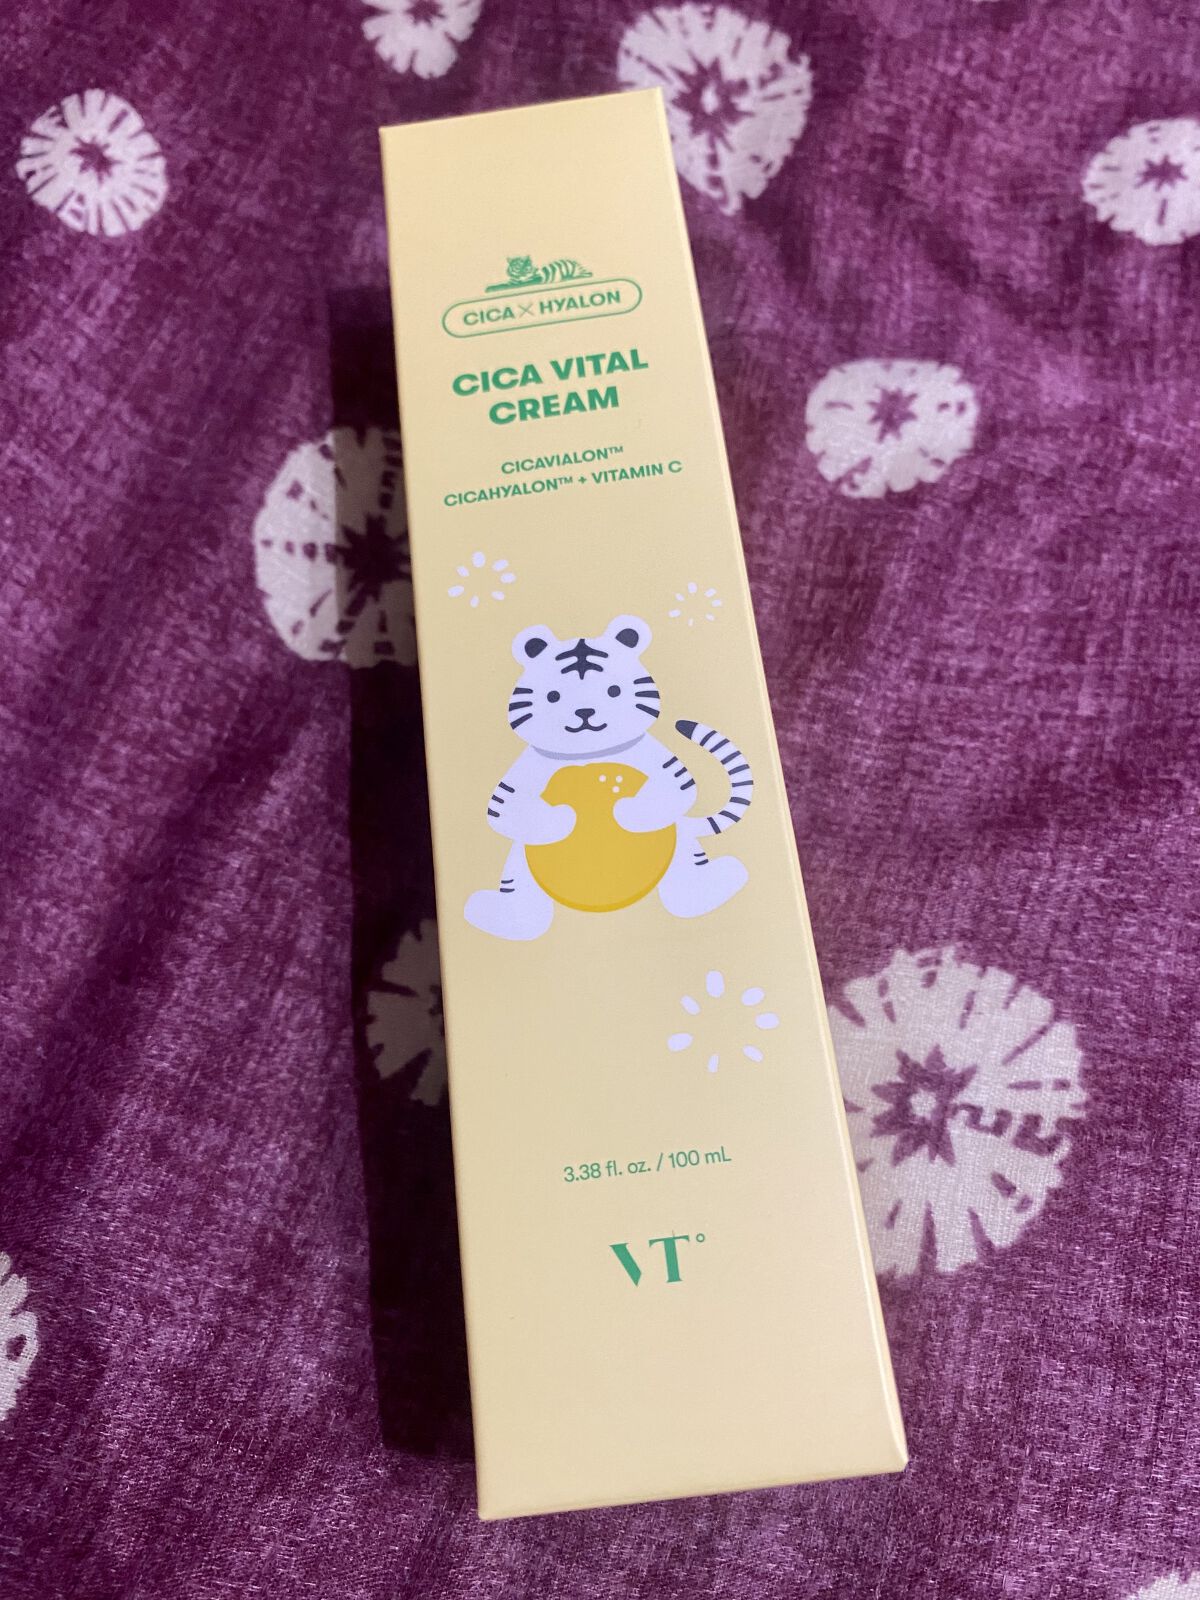 CICA×HYALON
CICA VITAL
CREAM
CICAVIALON™
CICAHYALON™ + VITAMIN C
3.38 fl. oz. / 100 mL
VT°